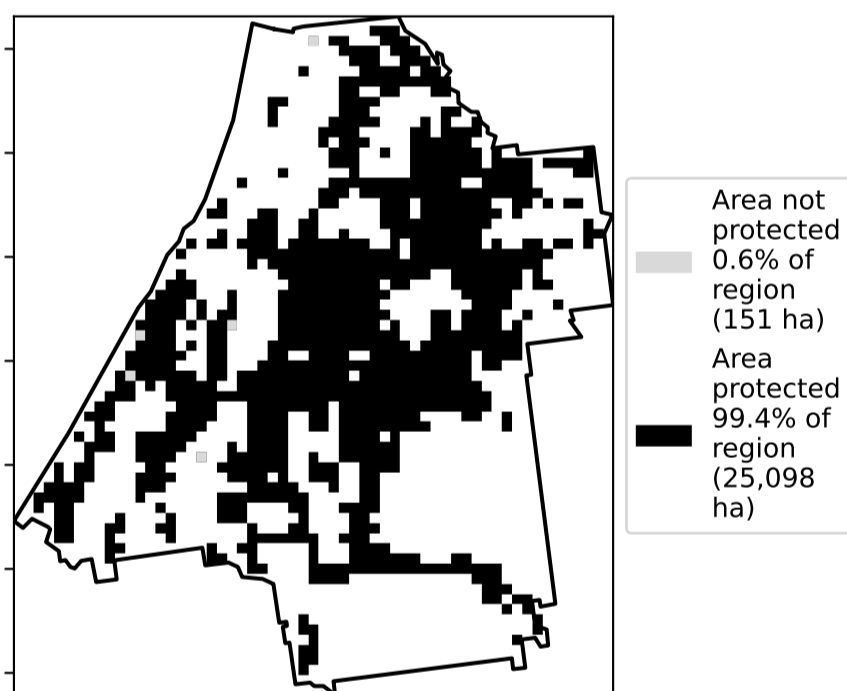 Area not
protected
0.6% of
region
(151 ha)
Area
protected
99.4% of
region
(25,098
ha)